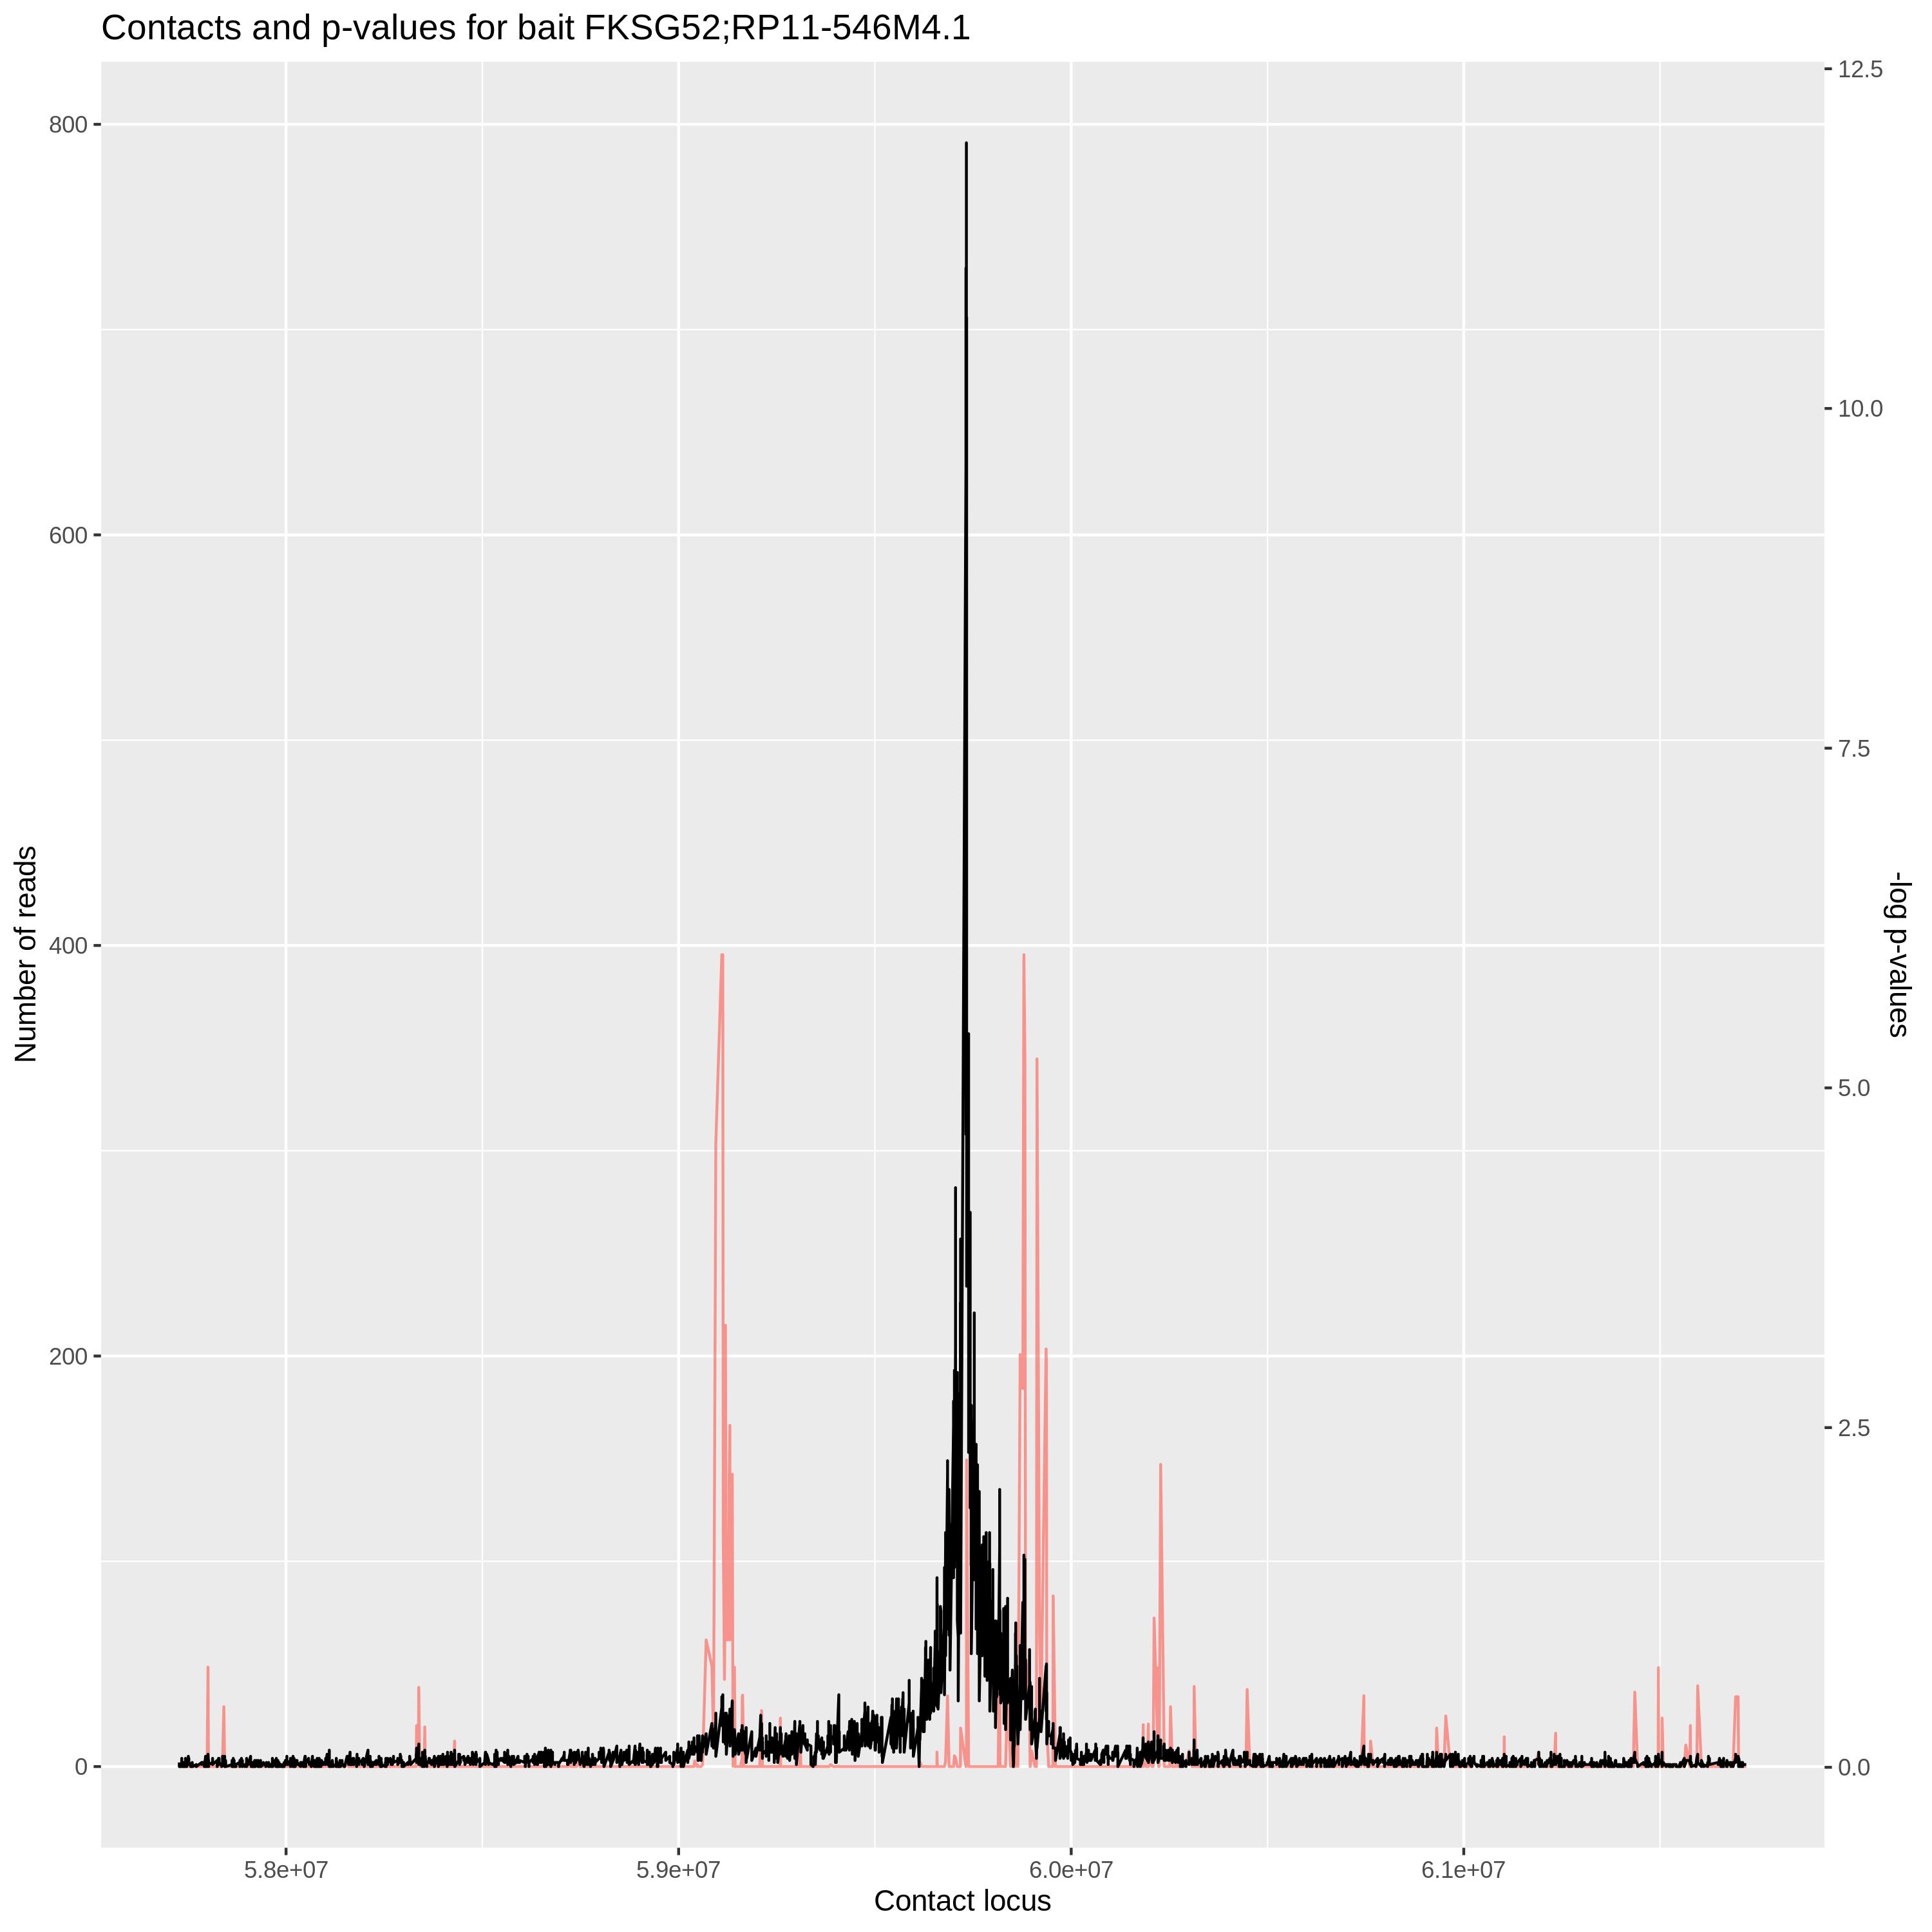 Contacts and p-values for bait FKSG52;RP11-546M4.1
800
600
400
200
0
12.5
10.0
7.5
5.0
2.5
0.0
Number of reads
-log p-values
5.8e+07
5.9e+07
6.0e+07
6.1e+07
Contact locus